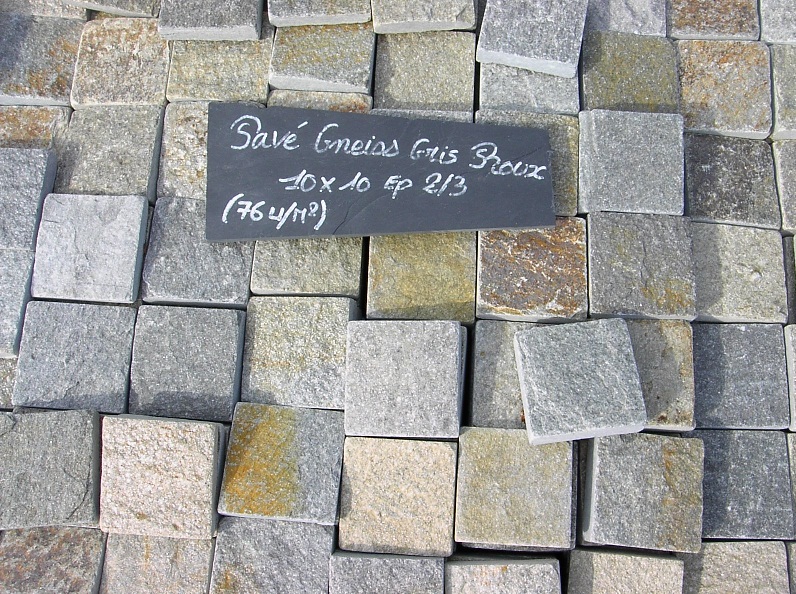 Pavé Gneiss Gris Roux
10x10 Ep 2/3
(76 u/m²)